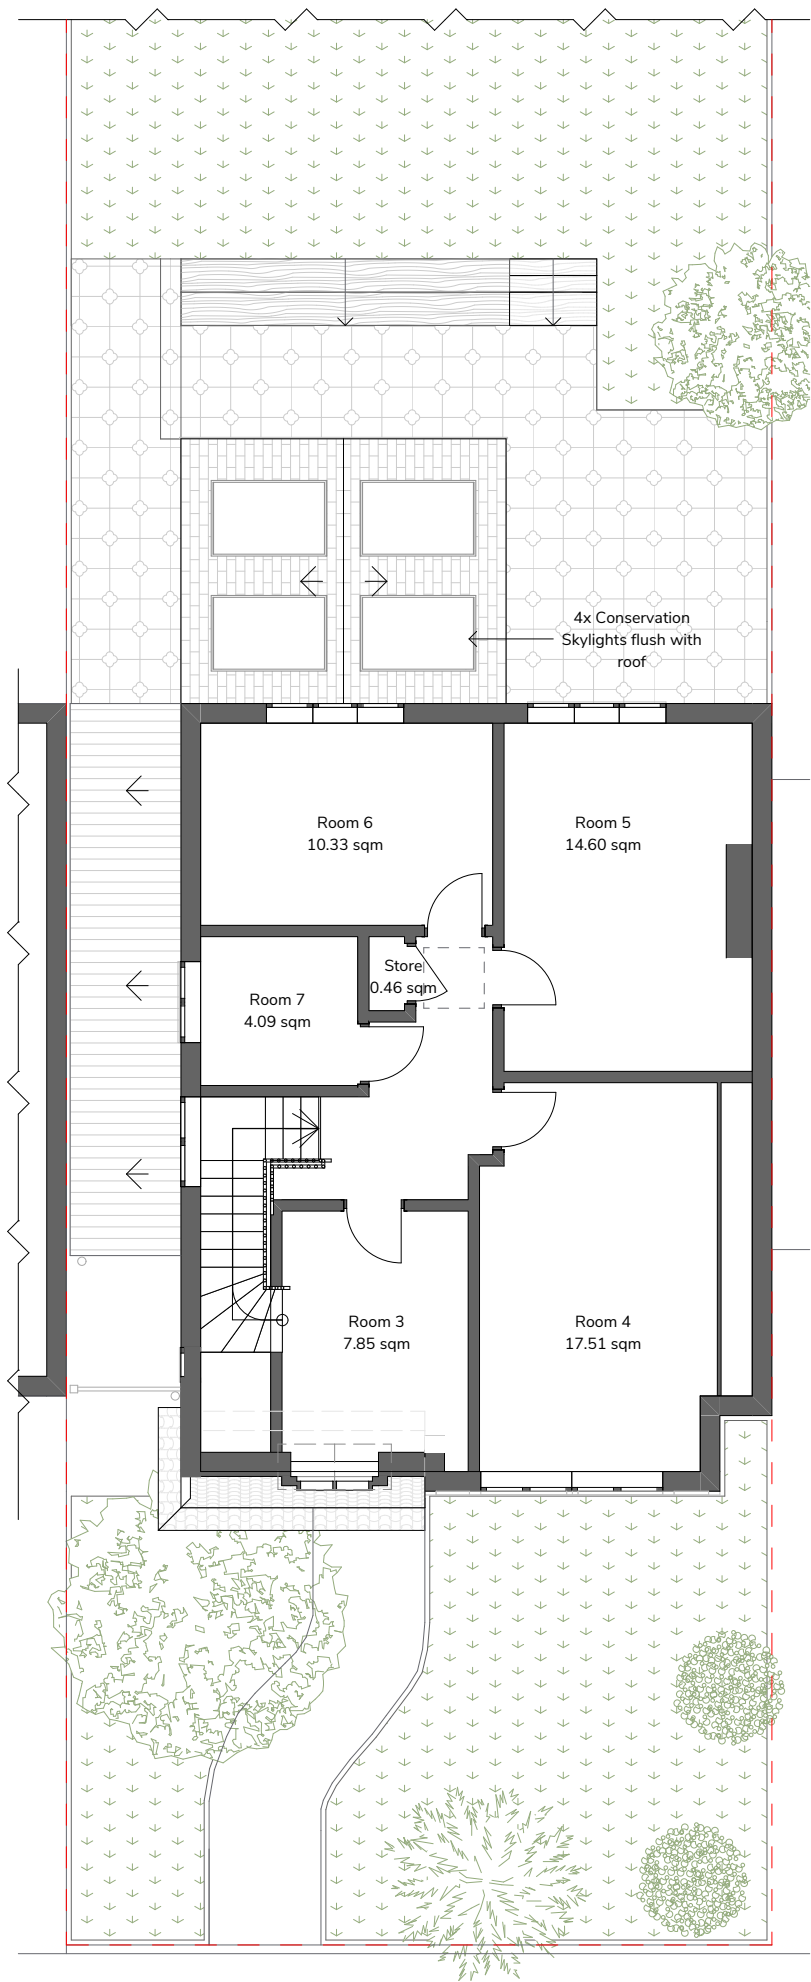 4x Conservation
Skylights flush with
roof
Room 6
10.33 sqm
Room 5
14.60 sqm
Store
0.46 sqm
Room 7
4.09 sqm
Room 3
7.85 sqm
Room 4
17.51 sqm